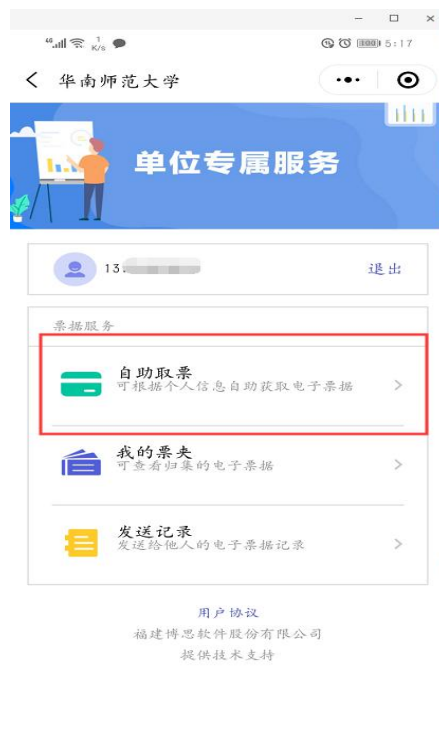 46 1 K/s 5:17
华南师范大学
单位专属服务
13
退出
票据服务
自助取票
可根据个人信息自助获取电子票据
我的票夹
可查看归集的电子票据
发送记录
发送给他人的电子票据记录
用户协议
福建博思软件股份有限公司
提供技术支持